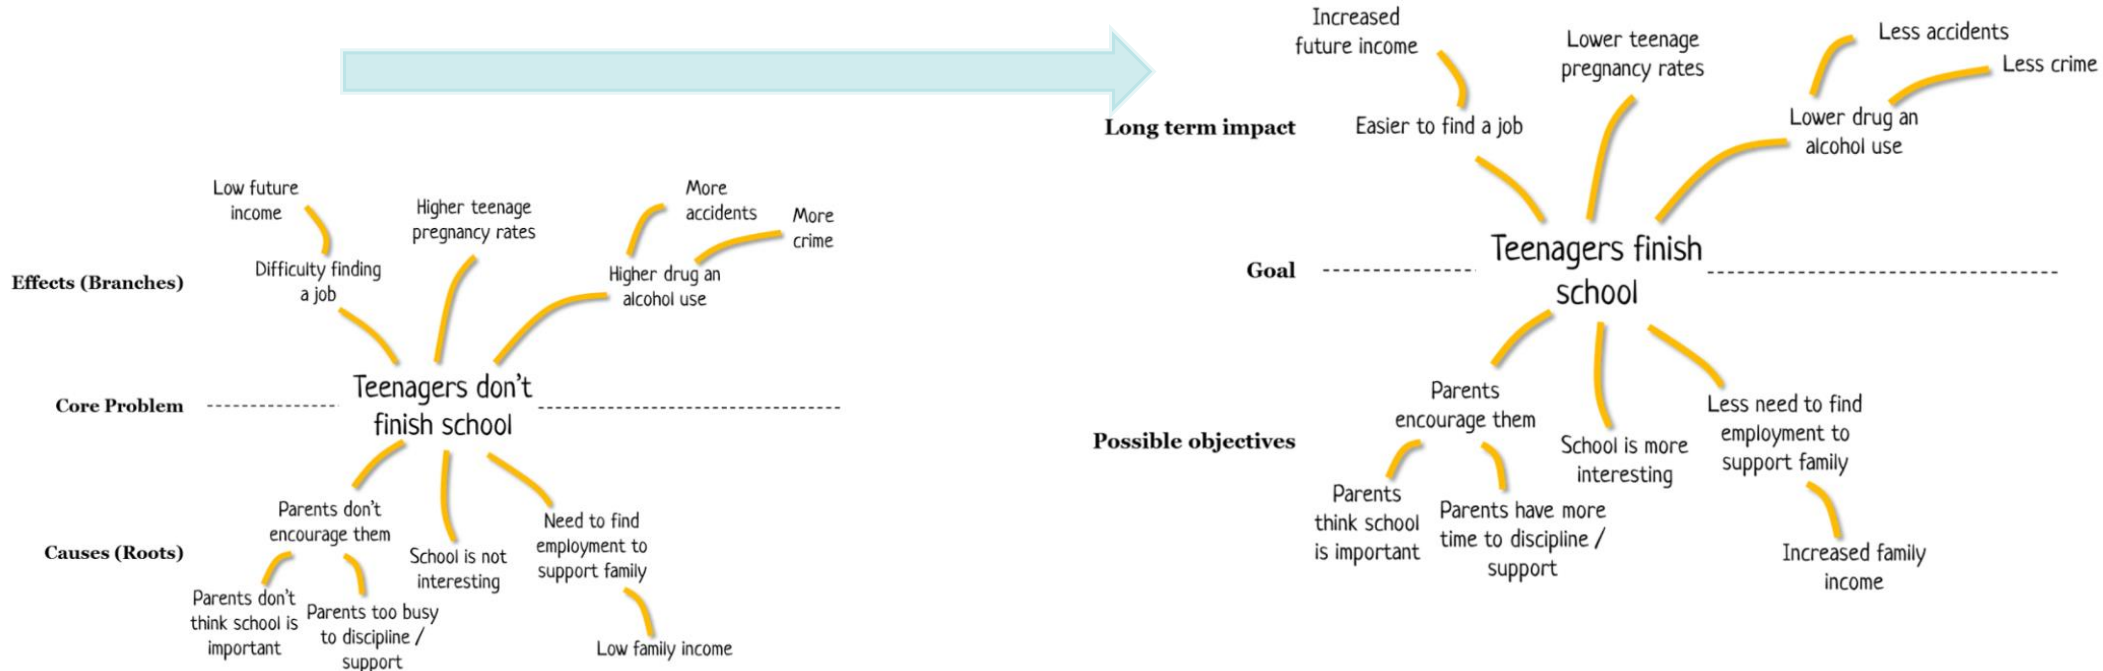 Low future
income
Higher teenage
pregnancy rates
More
accidents
More
crime
Effects (Branches)
Difficulty finding
a job
Higher drug an
alcohol use
Core Problem
Teenagers don't
finish school
Causes (Roots)
Parents don't
encourage them
School is not
interesting
Need to find
employment to
support family
Parents don't
think school is
important
Parents too busy
to discipline /
support
Low family income
Increased
future income
Lower teenage
pregnancy rates
Less accidents
Less crime
Long term impact
Easier to find a job
Lower drug an
alcohol use
Goal
Teenagers finish
school
Possible objectives
Parents
encourage them
School is more
interesting
Less need to find
employment to
support family
Parents
think school
is important
Parents have more
time to discipline /
support
Increased family
income